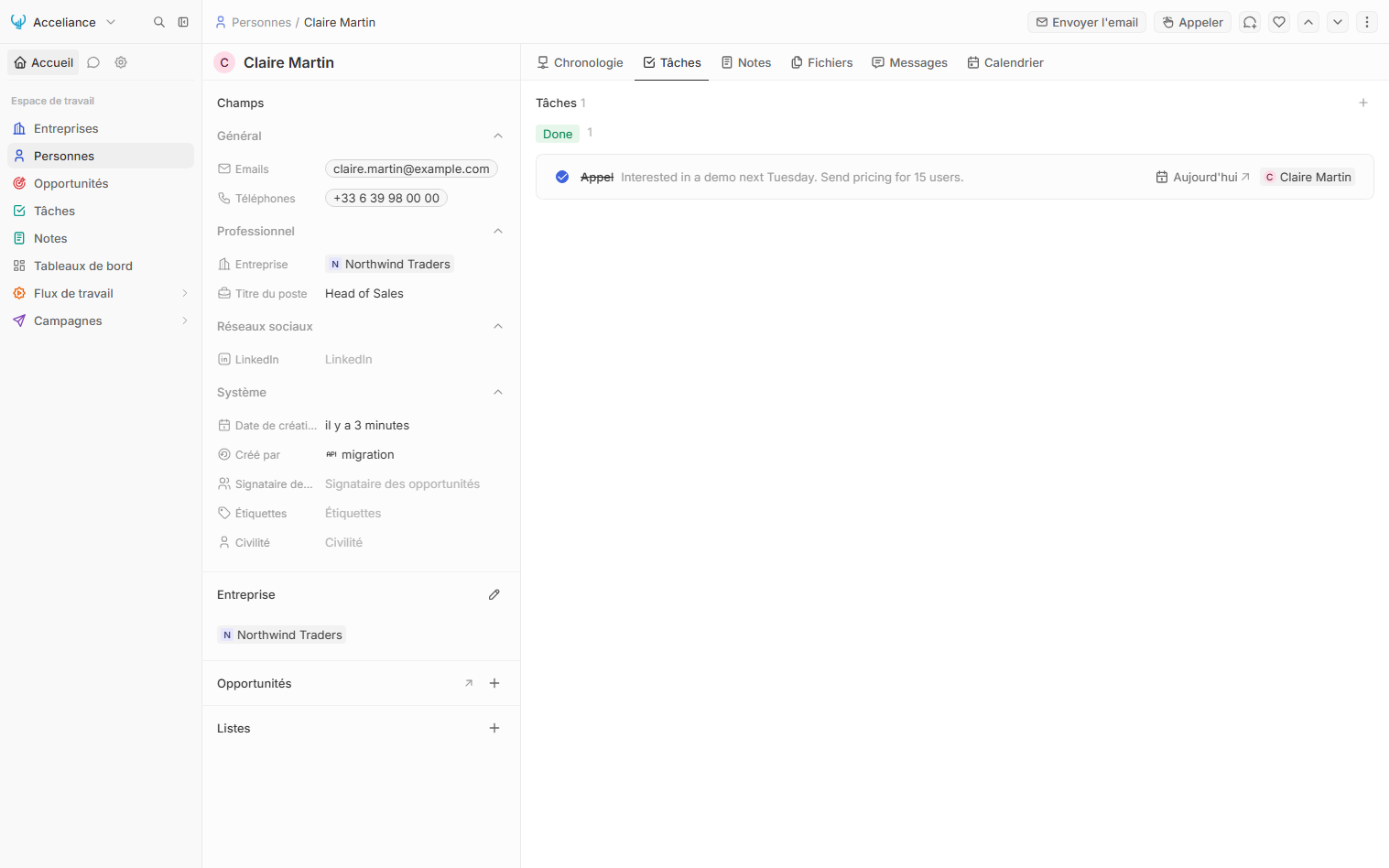 Acceliance
Personnes / Claire Martin
Envoyer l'email
Appeler
Accueil
C Claire Martin
Chronologie
Tâches
Notes
Fichiers
Messages
Calendrier
Espace de travail
Entreprises
Personnes
Opportunités
Tâches
Notes
Tableaux de bord
Flux de travail
Campagnes
Champs
Général
Emails claire.martin@example.com
Téléphones +33 6 39 98 00 00
Professionnel
Entreprise N Northwind Traders
Titre du poste Head of Sales
Réseaux sociaux
in LinkedIn LinkedIn
Système
Date de créati... il y a 3 minutes
Créé par API migration
Signataire de... Signataire des opportunités
Étiquettes Étiquettes
Civilité Civilité
Entreprise
N Northwind Traders
Opportunités
Listes
Tâches 1
Done 1
Appel Interested in a demo next Tuesday. Send pricing for 15 users. Aujourd'hui C Claire Martin